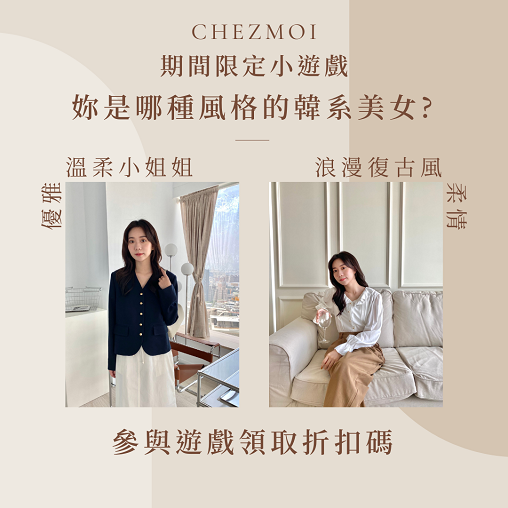 CHEZMOI
期間限定小遊戲
妳是哪種風格的韓系美女?
溫柔小姐姐
優雅
浪漫復古風
柔情
參與遊戲領取折扣碼